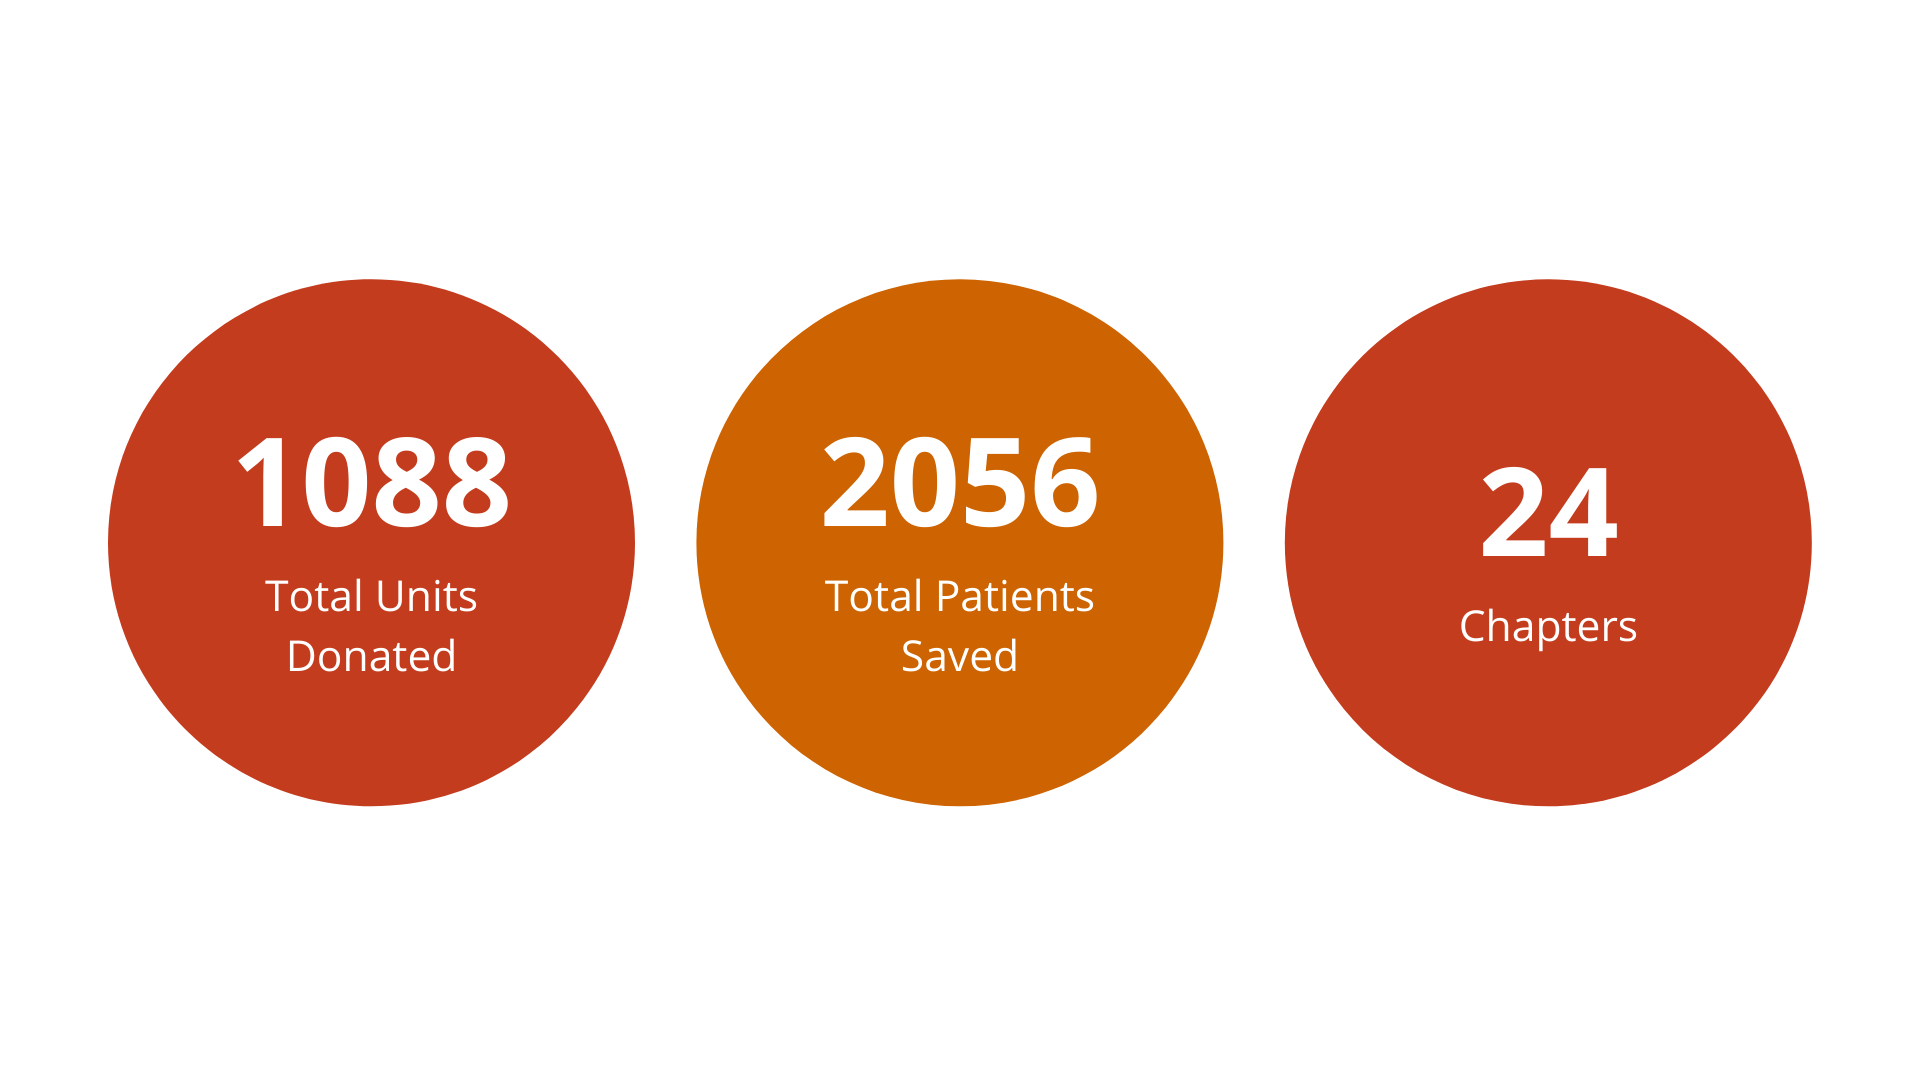 1088
Total Units
Donated
2056
Total Patients
Saved
24
Chapters